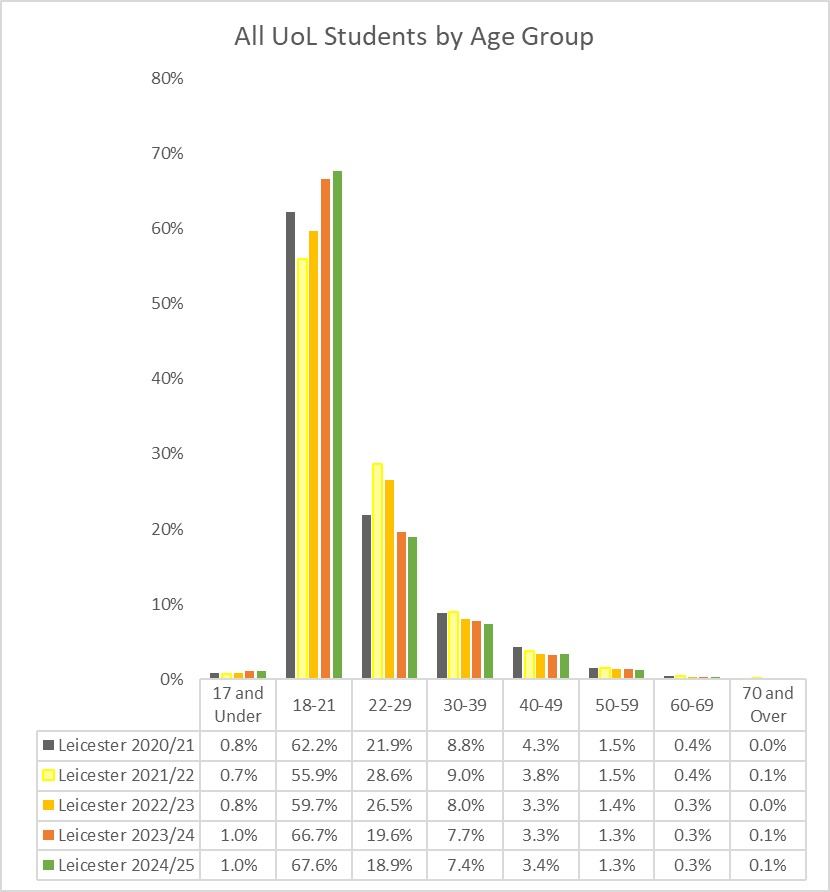 All UoL Students by Age Group
80%
70%
60%
50%
40%
30%
20%
10%
0%
17 and Under 18-21 22-29 30-39 40-49 50-59 60-69 70 and Over
Leicester 2020/21 0.8% 62.2% 21.9% 8.8% 4.3% 1.5% 0.4% 0.0%
Leicester 2021/22 0.7% 55.9% 28.6% 9.0% 3.8% 1.5% 0.4% 0.1%
Leicester 2022/23 0.8% 59.7% 26.5% 8.0% 3.3% 1.4% 0.3% 0.0%
Leicester 2023/24 1.0% 66.7% 19.6% 7.7% 3.3% 1.3% 0.3% 0.1%
Leicester 2024/25 1.0% 67.6% 18.9% 7.4% 3.4% 1.3% 0.3% 0.1%